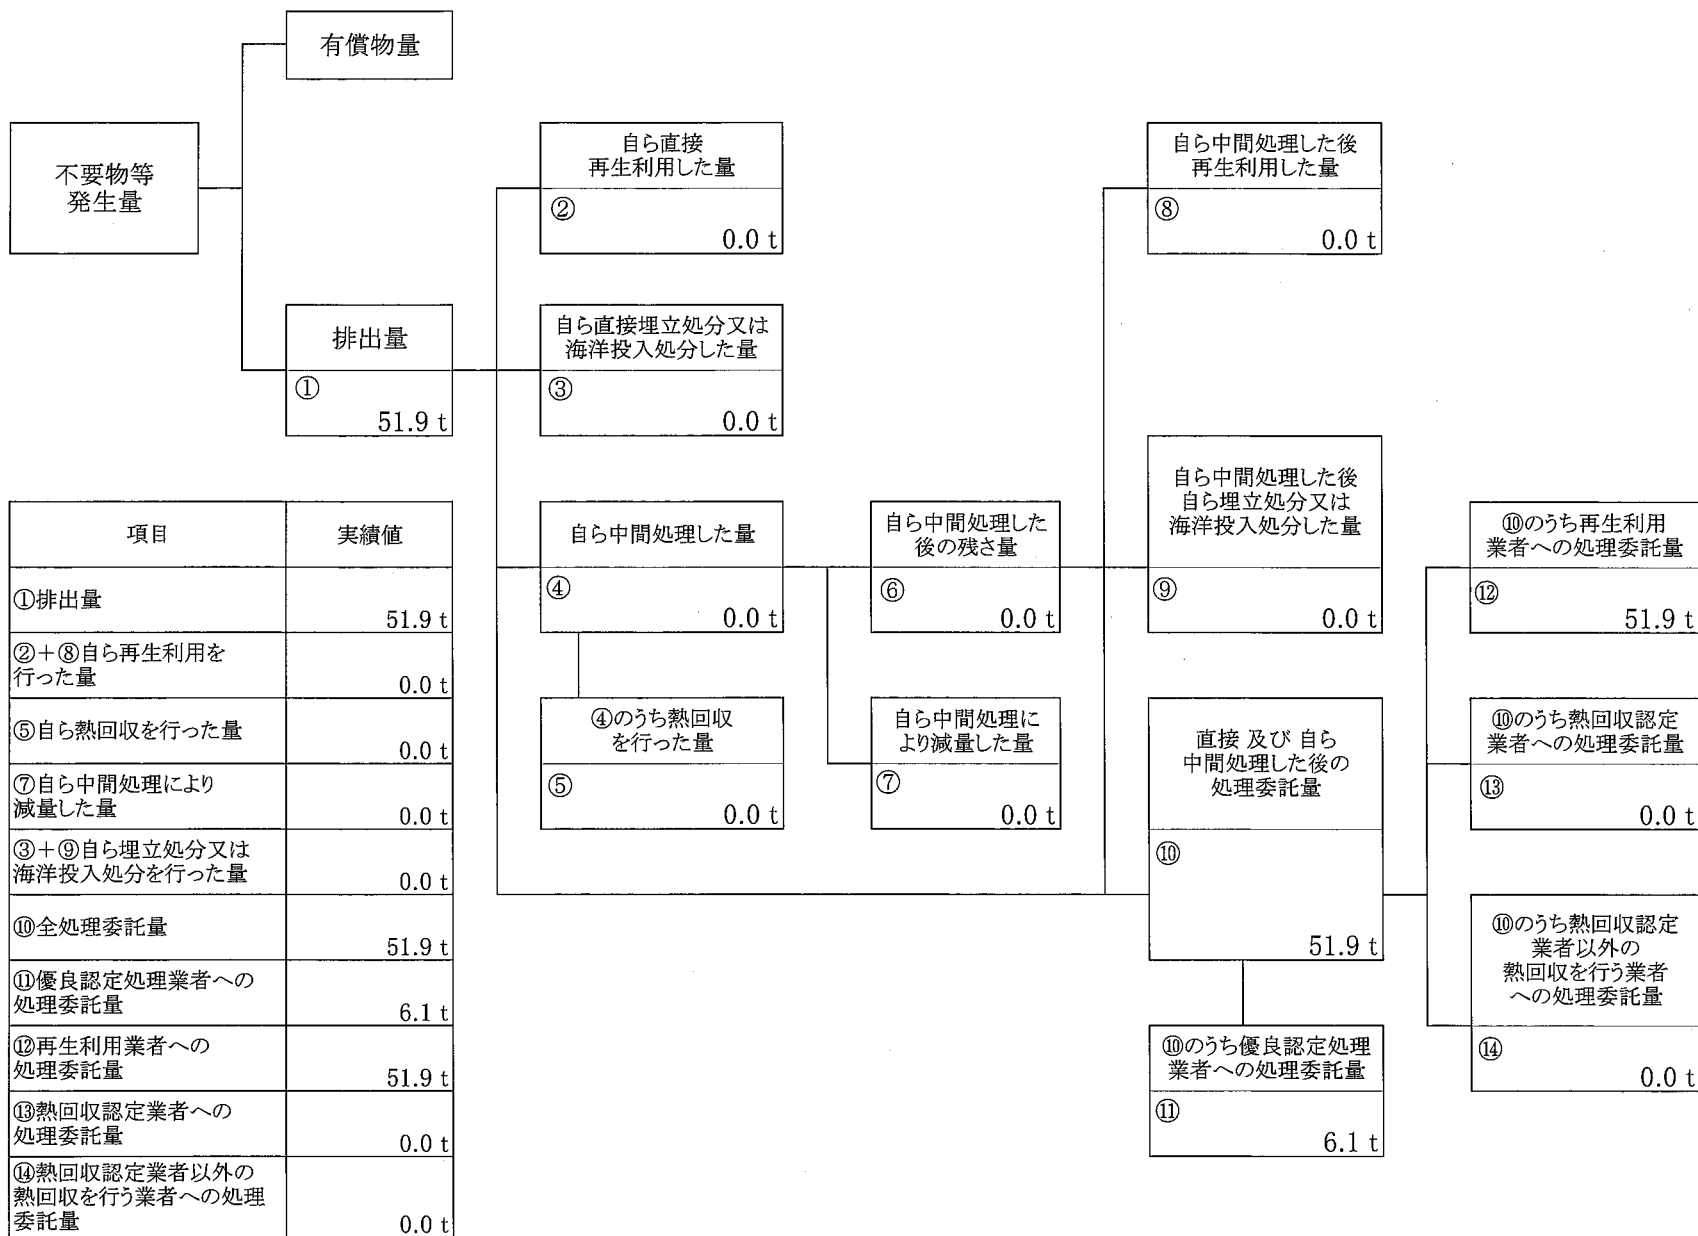 有償物量
不要物等
発生量
排出量
①
51.9 t
自ら直接
再生利用した量
②
0.0 t
自ら直接埋立処分又は
海洋投入処分した量
③
0.0 t
自ら中間処理した量
④
0.0 t
④のうち熱回収
を行った量
⑤
0.0 t
自ら中間処理した
後の残さ量
⑥
0.0 t
自ら中間処理に
より減量した量
⑦
0.0 t
自ら中間処理した後
再生利用した量
⑧
0.0 t
自ら中間処理した後
自ら埋立処分又は
海洋投入処分した量
⑨
0.0 t
直接 及び 自ら
中間処理した後の
処理委託量
⑩
51.9 t
⑩のうち優良認定処理
業者への処理委託量
⑪
6.1 t
⑩のうち再生利用
業者への処理委託量
⑫
51.9 t
⑩のうち熱回収認定
業者への処理委託量
⑬
0.0 t
⑩のうち熱回収認定
業者以外の
熱回収を行う業者
への処理委託量
⑭
0.0 t
項目 実績値
①排出量
51.9 t
②＋⑧自ら再生利用を
行った量
0.0 t
⑤自ら熱回収を行った量
0.0 t
⑦自ら中間処理により
減量した量
0.0 t
③＋⑨自ら埋立処分又は
海洋投入処分を行った量
0.0 t
⑩全処理委託量
51.9 t
⑪優良認定処理業者への
処理委託量
6.1 t
⑫再生利用業者への
処理委託量
51.9 t
⑬熱回収認定業者への
処理委託量
0.0 t
⑭熱回収認定業者以外の
熱回収を行う業者への処理
委託量
0.0 t